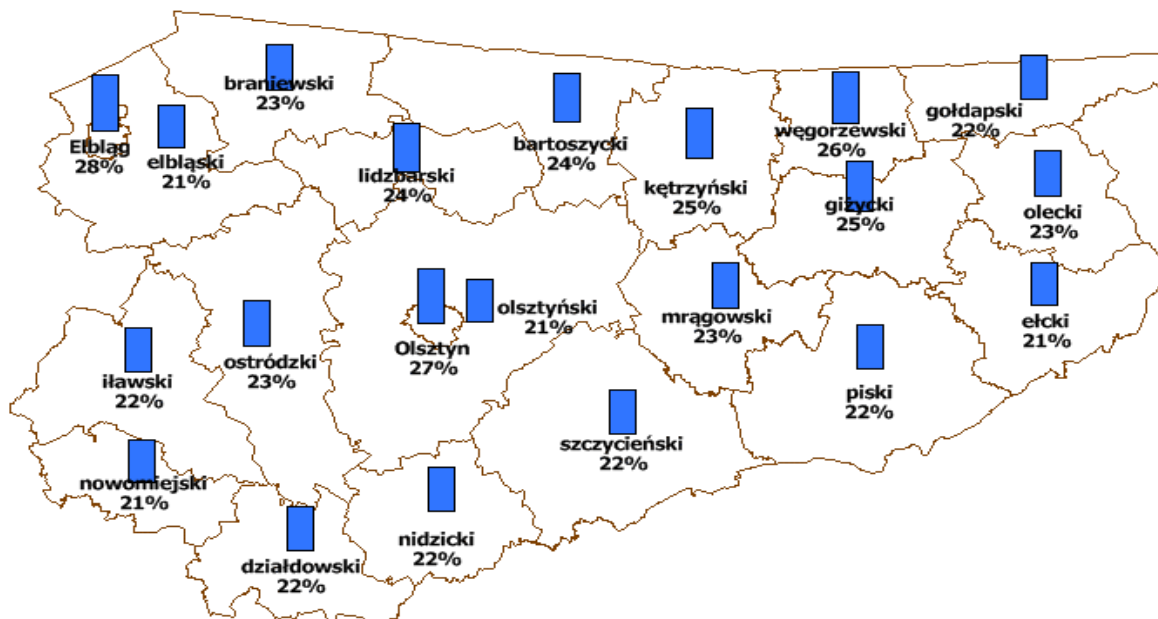 braniewski
23%
Elbląg
28%
elbląski
21%
lidzbarski
24%
bartoszycki
24%
kętrzyński
25%
węgorzewski
26%
gołdapski
22%
giżycki
25%
olecki
23%
iławski
22%
ostródzki
23%
Olsztyn
27%
olsztyński
21%
mrągowski
23%
piski
22%
ełcki
21%
nowomiejski
21%
działdowski
22%
nidzicki
22%
szczycieński
22%